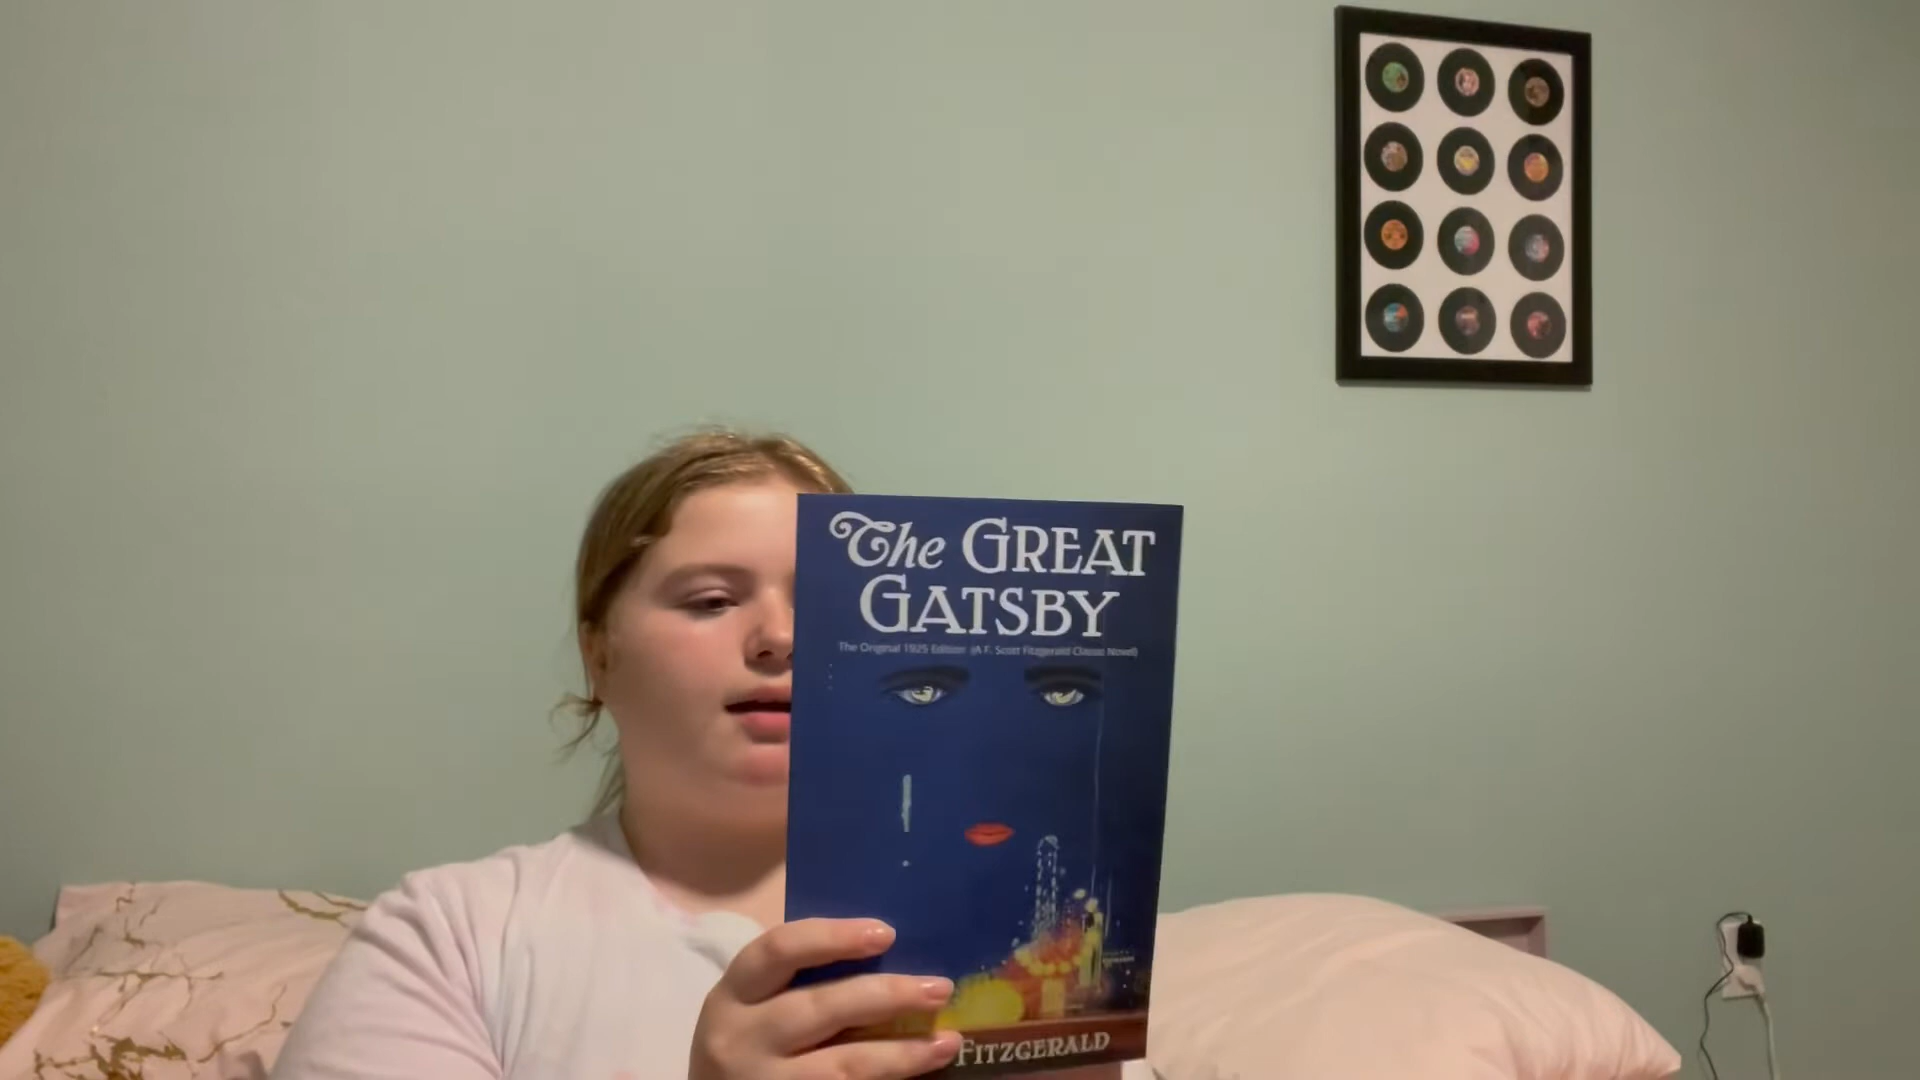 The GREAT
GATSBY
The Original 1925 Edition (A F. Scott Fitzgerald Classic Novel)
FITZGERALD